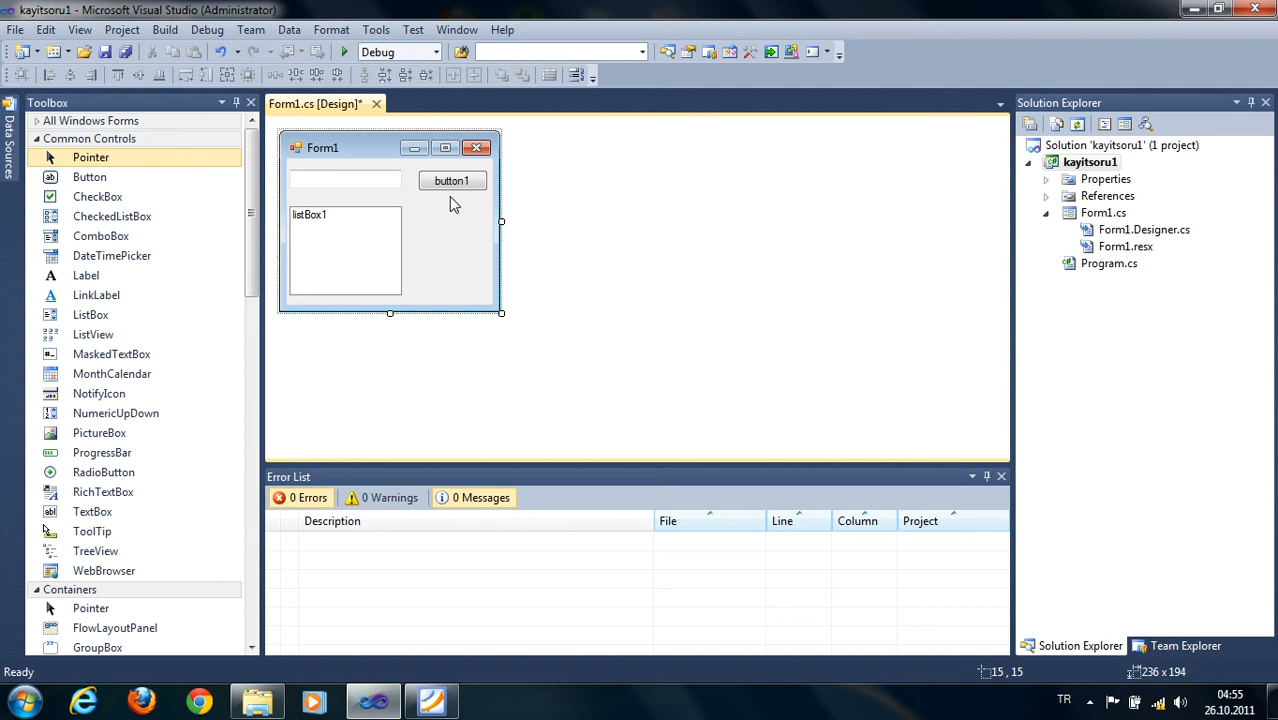 kayitsoru1 - Microsoft Visual Studio (Administrator)
File Edit View Project Build Debug Team Data Format Tools Test Window Help
Debug
Toolbox
Form1.cs [Design]*
Solution Explorer
Data Sources
All Windows Forms
Common Controls
Pointer
Button
CheckBox
CheckedListBox
ComboBox
DateTimePicker
Label
LinkLabel
ListBox
ListView
MaskedTextBox
MonthCalendar
NotifyIcon
NumericUpDown
PictureBox
ProgressBar
RadioButton
RichTextBox
TextBox
ToolTip
TreeView
WebBrowser
Containers
Pointer
FlowLayoutPanel
GroupBox
Form1
button1
listBox1
Error List
0 Errors
0 Warnings
0 Messages
Description File Line Column Project
Solution 'kayitsoru1' (1 project)
kayitsoru1
Properties
References
Form1.cs
Form1.Designer.cs
Form1.resx
Program.cs
Solution Explorer Team Explorer
Ready
15 , 15
236 x 194
TR
04:55
26.10.2011